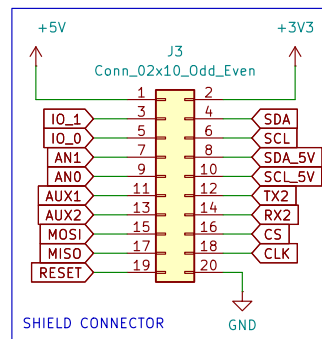 +5V +3V3
J3
Conn_02x10_Odd_Even
1 2
IO_1 3 4 SDA
IO_0 5 6 SCL
AN1 7 8 SDA_5V
AN0 9 10 SCL_5V
AUX1 11 12 TX2
AUX2 13 14 RX2
MOSI 15 16 CS
MISO 17 18 CLK
RESET 19 20
SHIELD CONNECTOR GND